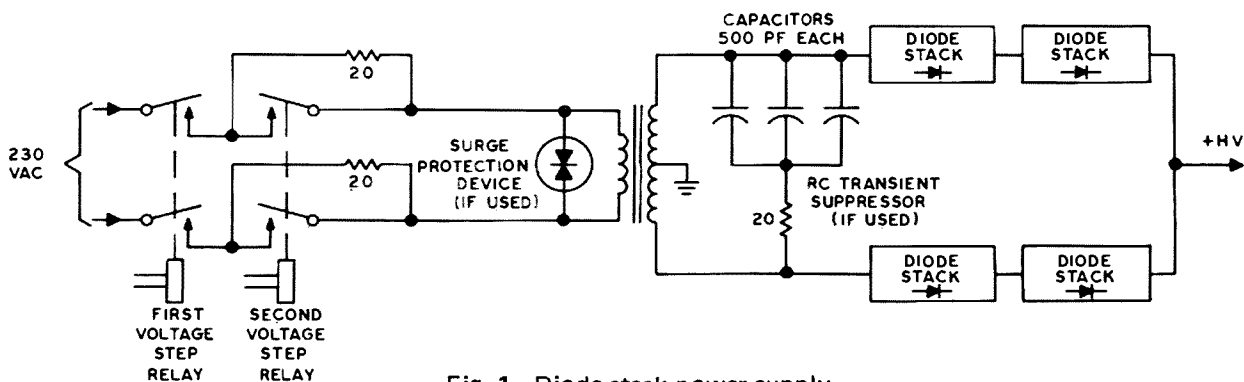 CAPACITORS
500 PF EACH
DIODE
STACK
DIODE
STACK
20
230
VAC
SURGE
PROTECTION
DEVICE
(IF USED)
20
+HV
RC TRANSIENT
SUPPRESSOR
(IF USED)
20
DIODE
STACK
DIODE
STACK
FIRST
VOLTAGE
STEP
RELAY
SECOND
VOLTAGE
STEP
RELAY
Fig. 1 Diode stack power supply